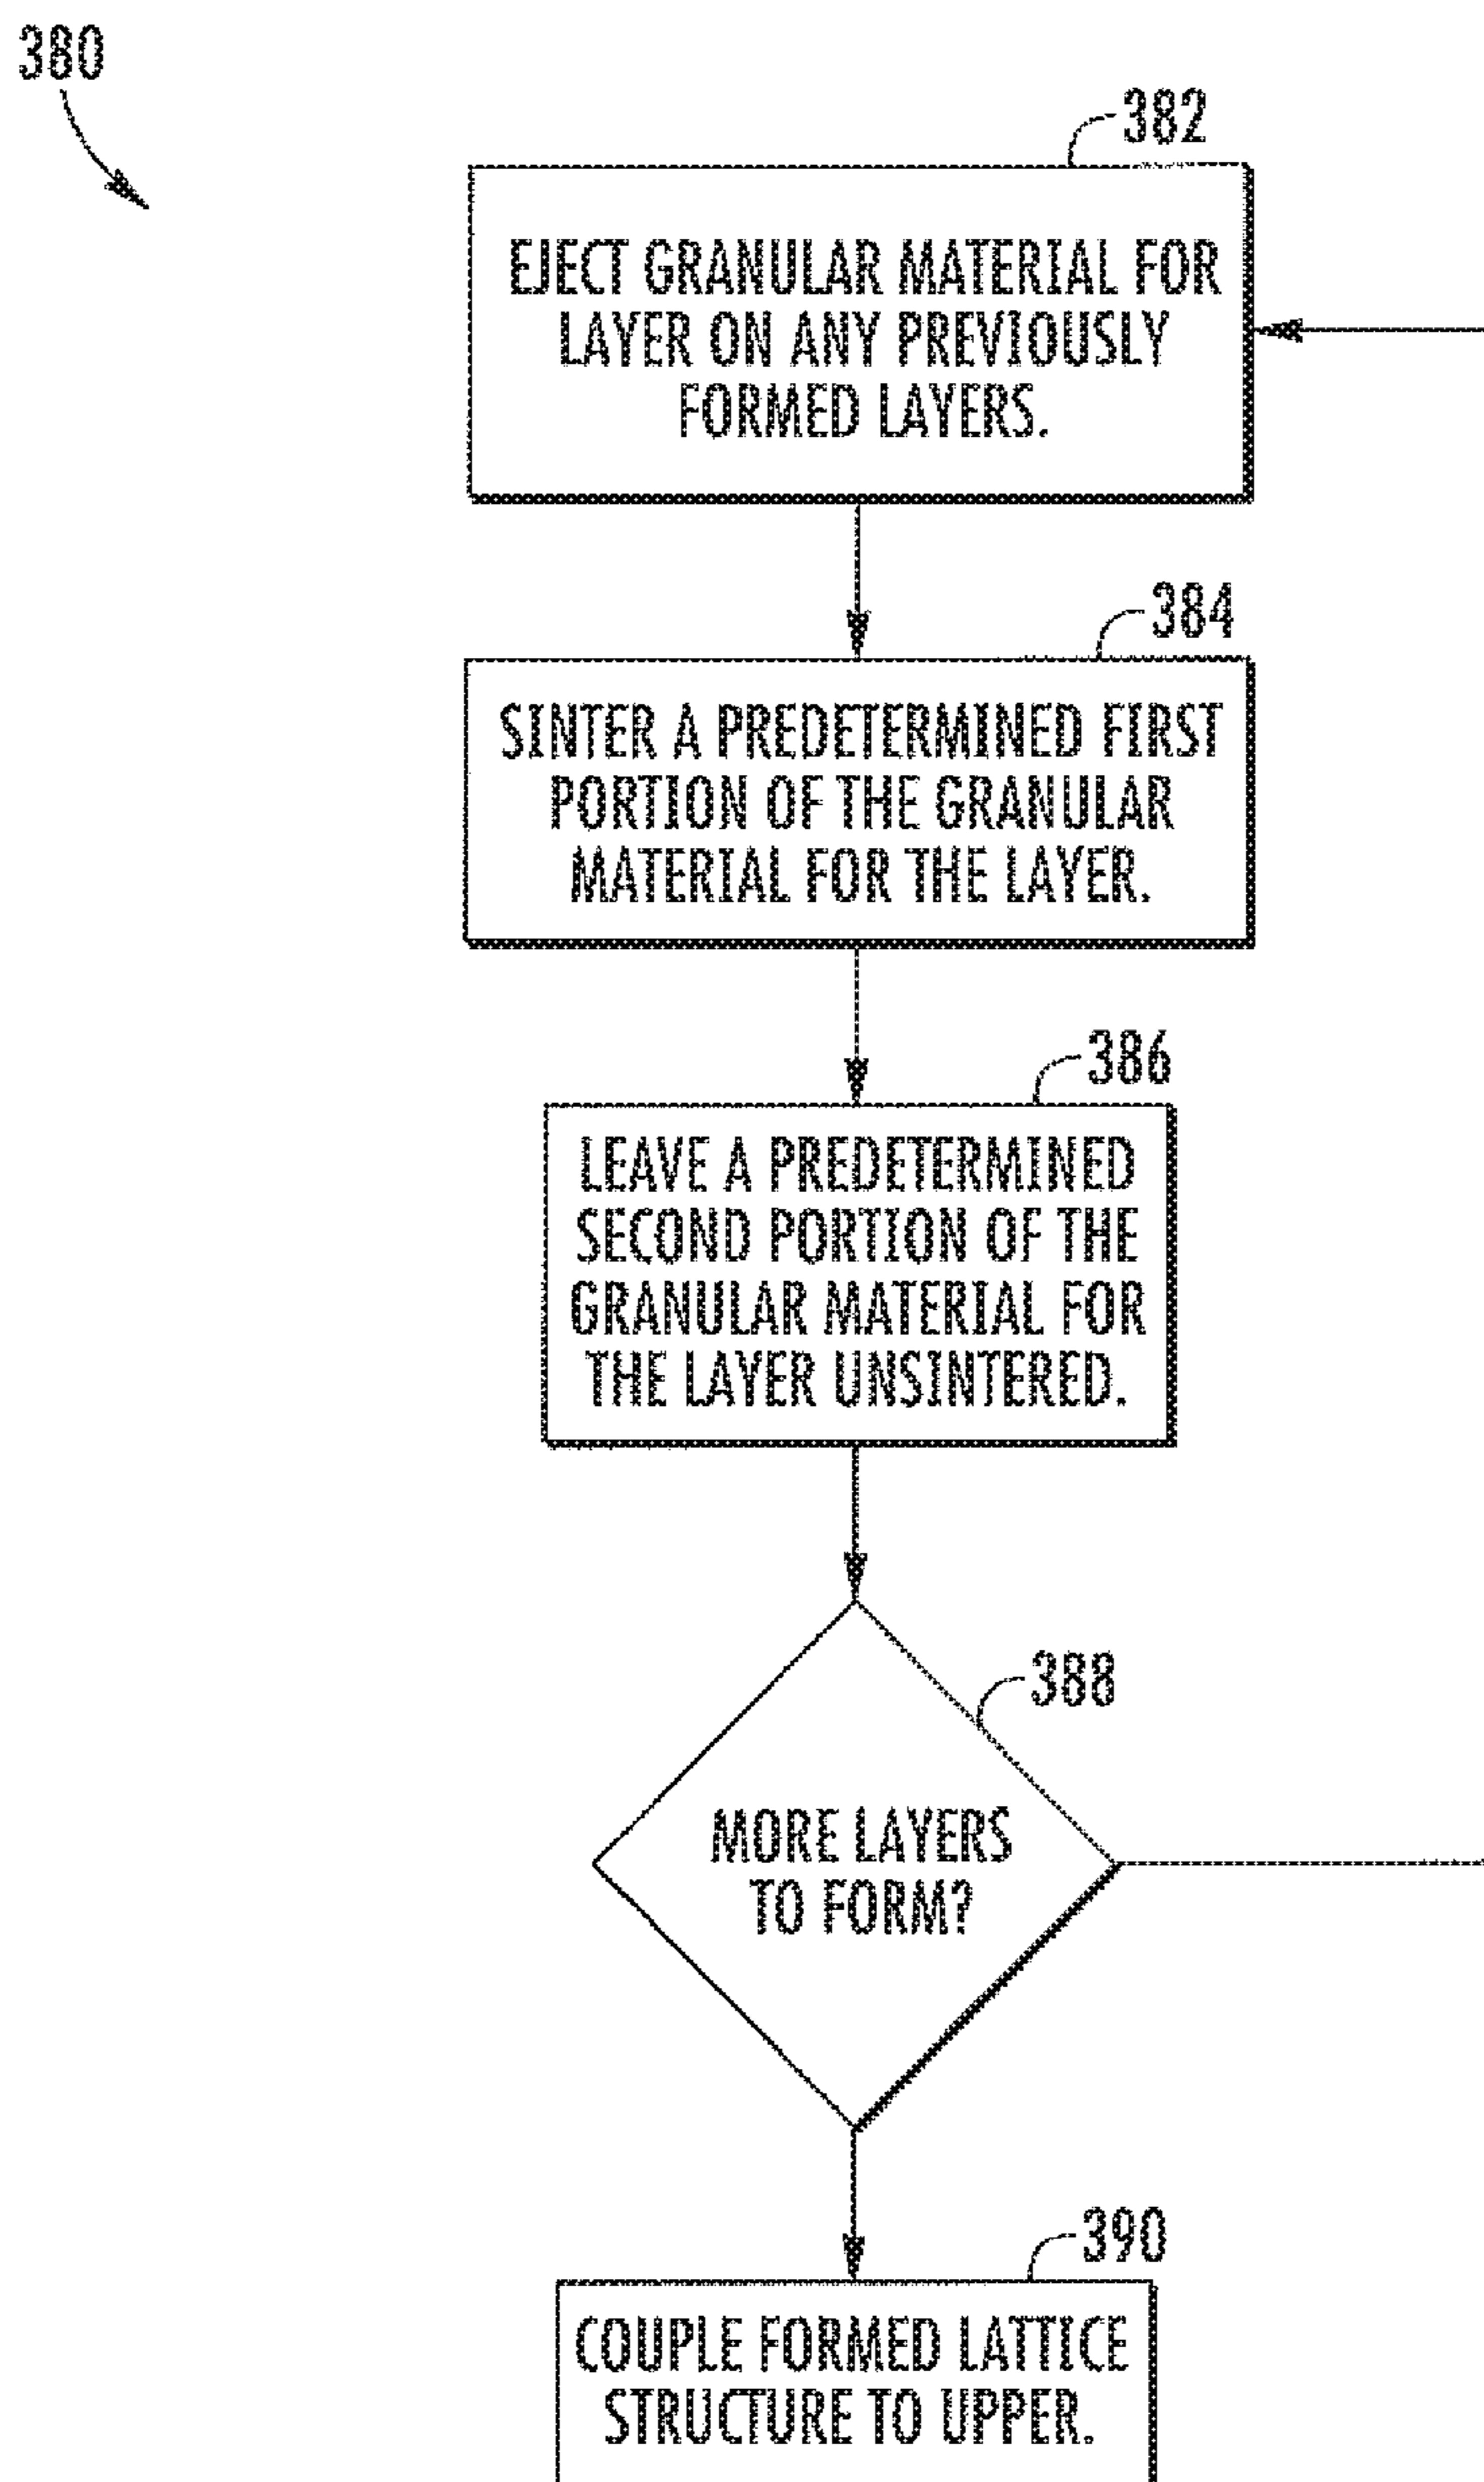 380
382
EJECT GRANULAR MATERIAL FOR
LAYER ON ANY PREVIOUSLY
FORMED LAYERS.
384
SINTER A PREDETERMINED FIRST
PORTION OF THE GRANULAR
MATERIAL FOR THE LAYER.
386
LEAVE A PREDETERMINED
SECOND PORTION OF THE
GRANULAR MATERIAL FOR
THE LAYER UNSINTERED.
388
MORE LAYERS
TO FORM?
390
COUPLE FORMED LATTICE
STRUCTURE TO UPPER.